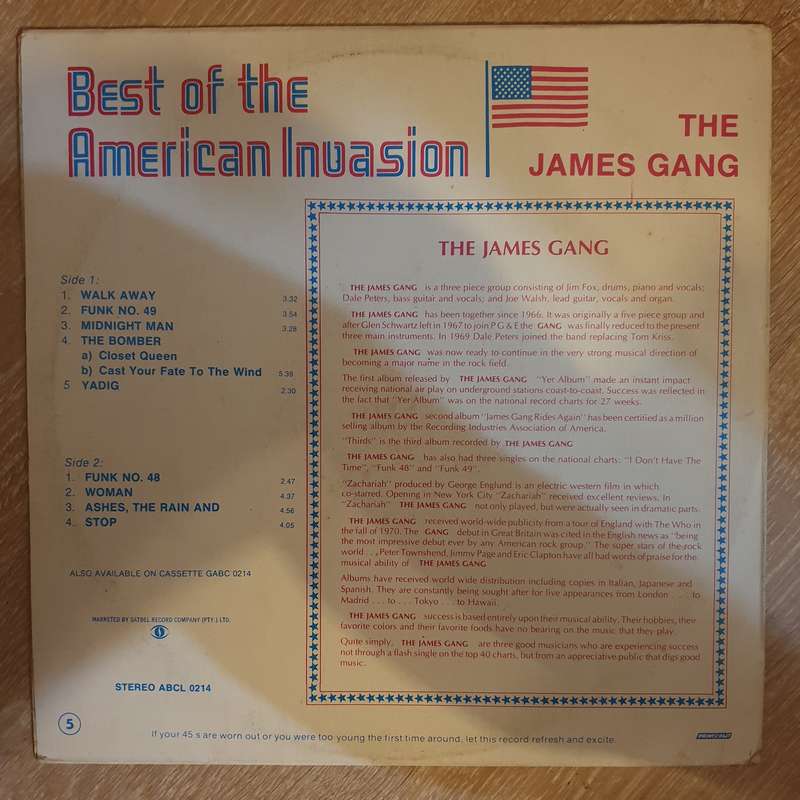 Best of the
American Invasion
THE
JAMES GANG
Side 1:
1. WALK AWAY 3.32
2. FUNK NO. 49 3.54
3. MIDNIGHT MAN 3.28
4. THE BOMBER
a) Closet Queen
b) Cast Your Fate To The Wind 5.38
5 YADIG 2.30
Side 2:
1. FUNK NO. 48 2.47
2. WOMAN 4.37
3. ASHES, THE RAIN AND 4.56
4. STOP 4.05
ALSO AVAILABLE ON CASSETTE GABC 0214
MARKETED BY SATBEL RECORD COMPANY (PTY.) LTD.
STEREO ABCL 0214
5
THE JAMES GANG
THE JAMES GANG is a three piece group consisting of Jim Fox, drums, piano and vocals;
Dale Peters, bass guitar and vocals; and Joe Walsh, lead guitar, vocals and organ.
THE JAMES GANG has been together since 1966. It was originally a five piece group and
after Glen Schwartz left in 1967 to join P G & E the GANG was finally reduced to the present
three main instruments. In 1969 Dale Peters joined the band replacing Tom Kriss.
THE JAMES GANG was now ready to continue in the very strong musical direction of
becoming a major name in the rock field.
The first album released by THE JAMES GANG "Yer Album" made an instant impact
receiving national air play on underground stations coast-to-coast. Success was reflected in
the fact that "Yer Album" was on the national record charts for 27 weeks.
THE JAMES GANG second album "James Gang Rides Again" has been certified as a million
selling album by the Recording Industries Association of America.
"Thirds" is the third album recorded by THE JAMES GANG
THE JAMES GANG has also had three singles on the national charts: "I Don't Have The
Time", "Funk 48" and "Funk 49".
"Zachariah" produced by George Englund is an electric western film in which
co-starred. Opening in New York City "Zachariah" received excellent reviews. In
"Zachariah" THE JAMES GANG not only played, but were actually seen in dramatic parts.
THE JAMES GANG received world-wide publicity from a tour of England with The Who in
the fall of 1970. The GANG debut in Great Britain was cited in the English news as "being
the most impressive debut ever by any American rock group." The super stars of the rock
world . . . Peter Townshend, Jimmy Page and Eric Clapton have all had words of praise for the
musical ability of THE JAMES GANG
Albums have received world wide distribution including copies in Italian, Japanese and
Spanish. They are constantly being sought after for live appearances from London . . . to
Madrid . . . to . . . Tokyo . . . to Hawaii.
THE JAMES GANG success is based entirely upon their musical ability. Their hobbies, their
favorite colors and their favorite foods have no bearing on the music that they play.
Quite simply, THE JAMES GANG are three good musicians who are experiencing success
not through a flash single on the top 40 charts, but from an appreciative public that digs good
music.
If your 45 s are worn out or you were too young the first time around, let this record refresh and excite.